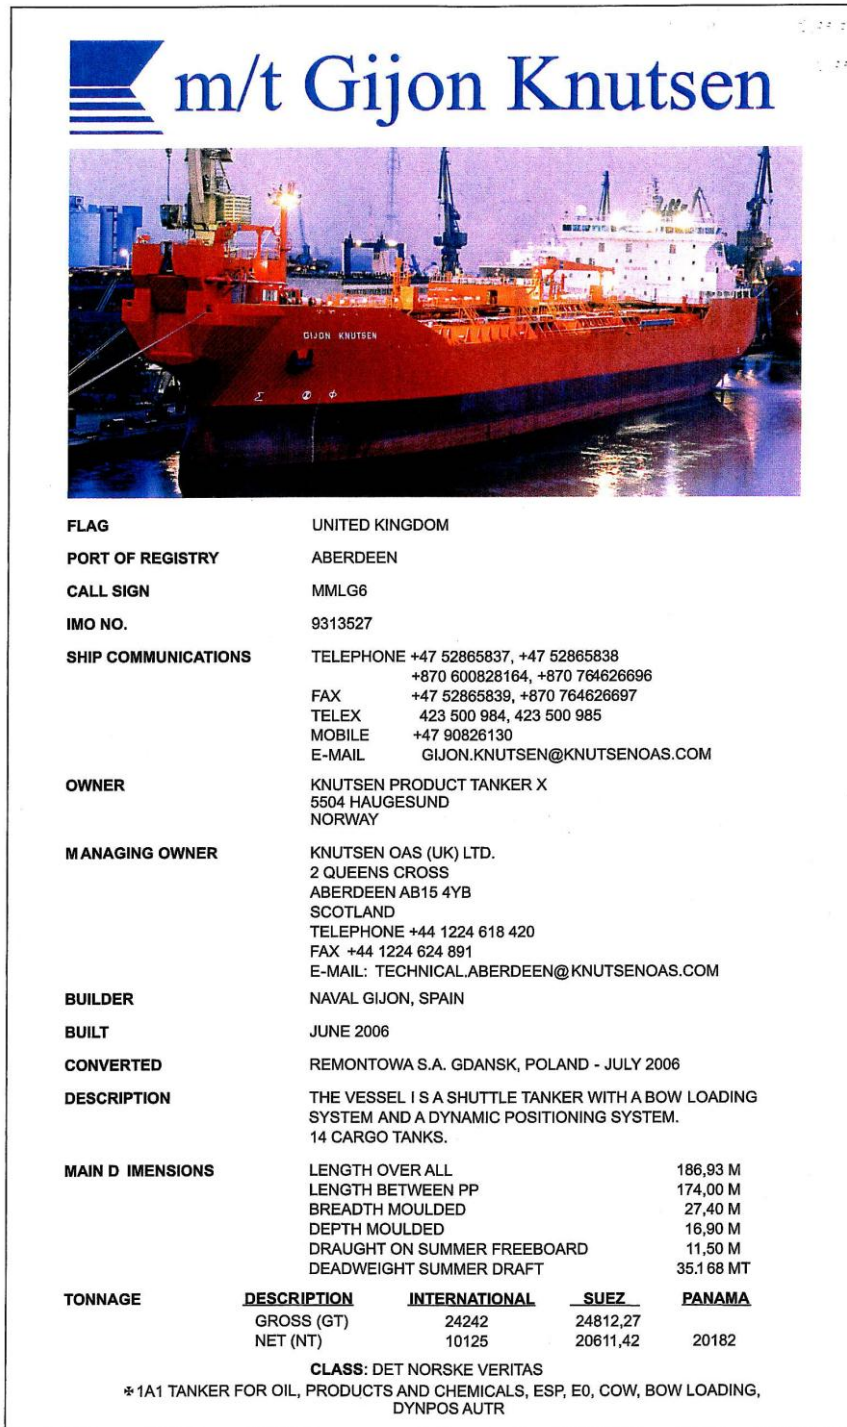 m/t Gijon Knutsen
GIJON KNUTSEN
FLAG UNITED KINGDOM
PORT OF REGISTRY ABERDEEN
CALL SIGN MMLG6
IMO NO. 9313527
SHIP COMMUNICATIONS TELEPHONE +47 52865837, +47 52865838
+870 600828164, +870 764626696
FAX +47 52865839, +870 764626697
TELEX 423 500 984, 423 500 985
MOBILE +47 90826130
E-MAIL GIJON.KNUTSEN@KNUTSENOAS.COM
OWNER KNUTSEN PRODUCT TANKER X
5504 HAUGESUND
NORWAY
MANAGING OWNER KNUTSEN OAS (UK) LTD.
2 QUEENS CROSS
ABERDEEN AB15 4YB
SCOTLAND
TELEPHONE +44 1224 618 420
FAX +44 1224 624 891
E-MAIL: TECHNICAL.ABERDEEN@KNUTSENOAS.COM
BUILDER NAVAL GIJON, SPAIN
BUILT JUNE 2006
CONVERTED REMONTOWA S.A. GDANSK, POLAND - JULY 2006
DESCRIPTION THE VESSEL I S A SHUTTLE TANKER WITH A BOW LOADING
SYSTEM AND A DYNAMIC POSITIONING SYSTEM.
14 CARGO TANKS.
MAIN D IMENSIONS LENGTH OVER ALL 186,93 M
LENGTH BETWEEN PP 174,00 M
BREADTH MOULDED 27,40 M
DEPTH MOULDED 16,90 M
DRAUGHT ON SUMMER FREEBOARD 11,50 M
DEADWEIGHT SUMMER DRAFT 35.168 MT
TONNAGE DESCRIPTION INTERNATIONAL SUEZ PANAMA
GROSS (GT) 24242 24812,27
NET (NT) 10125 20611,42 20182
CLASS: DET NORSKE VERITAS
✠1A1 TANKER FOR OIL, PRODUCTS AND CHEMICALS, ESP, E0, COW, BOW LOADING,
DYNPOS AUTR